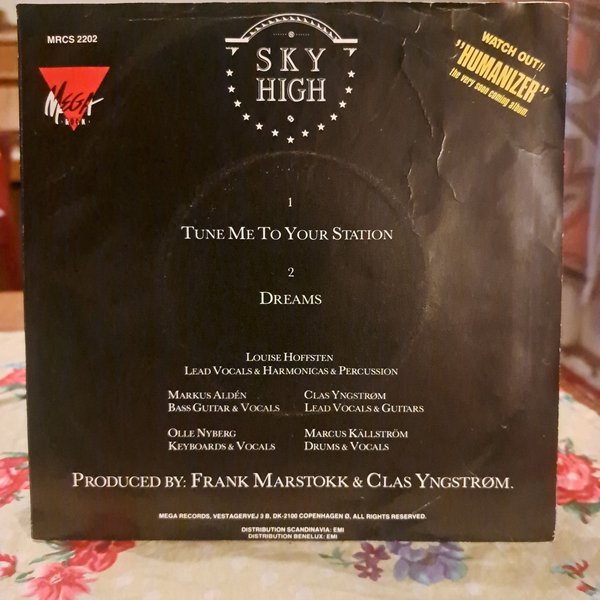 MRCS 2202
MEGA
SKY
HIGH
WATCH OUT!!
"HUMANIZER"
the very soon coming album.
1
TUNE ME TO YOUR STATION
2
DREAMS
LOUISE HOFFSTEN
LEAD VOCALS & HARMONICAS & PERCUSSION
MARKUS ALDÉN
BASS GUITAR & VOCALS
CLAS YNGSTRØM
LEAD VOCALS & GUITARS
OLLE NYBERG
KEYBOARDS & VOCALS
MARCUS KÄLLSTRÖM
DRUMS & VOCALS
PRODUCED BY: FRANK MARSTOKK & CLAS YNGSTRØM.
MEGA RECORDS, VESTAGERVEJ 3 B, DK-2100 COPENHAGEN Ø. ALL RIGHTS RESERVED.
DISTRIBUTION SCANDINAVIA: EMI
DISTRIBUTION BENELUX: EMI